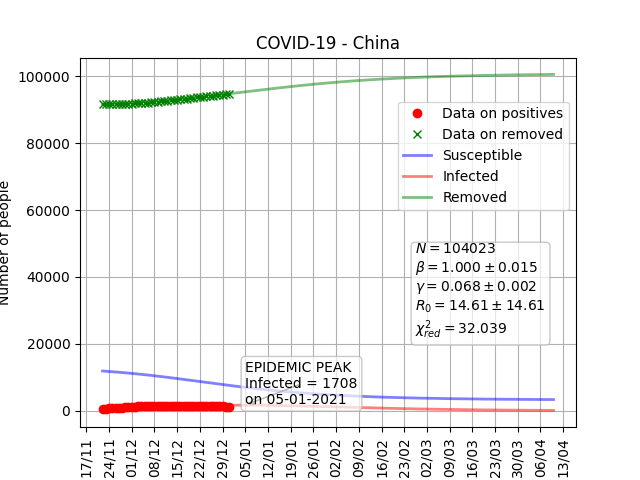 COVID-19 - China
Number of people
100000
80000
60000
40000
20000
0
Data on positives
Data on removed
Susceptible
Infected
Removed
N = 104023
β = 1.000 ± 0.015
γ = 0.068 ± 0.002
R₀ = 14.61 ± 14.61
χ²red = 32.039
EPIDEMIC PEAK
Infected = 1708
on 05-01-2021
17/11
24/11
01/12
08/12
15/12
22/12
29/12
05/01
12/01
19/01
26/01
02/02
09/02
16/02
23/02
02/03
09/03
16/03
23/03
30/03
06/04
13/04